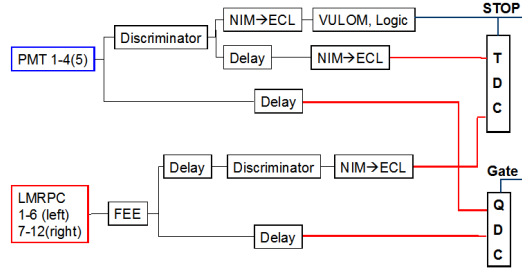 STOP
NIM→ECL
VULOM, Logic
Discriminator
PMT 1-4(5)
Delay
NIM→ECL
T
D
C
Delay
Delay
Discriminator
NIM→ECL
Gate
LMRPC
1-6 (left)
7-12(right)
FEE
Q
D
C
Delay